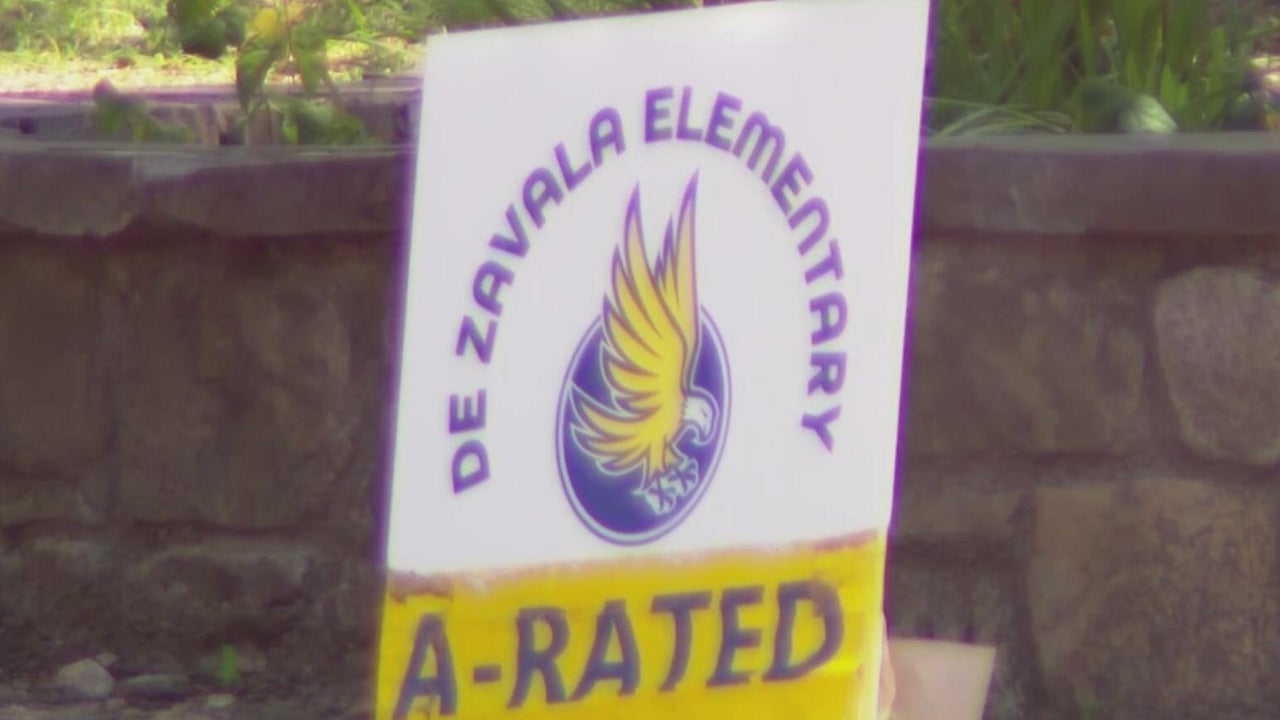 DE ZAVALA ELEMENTARY
A-RATED